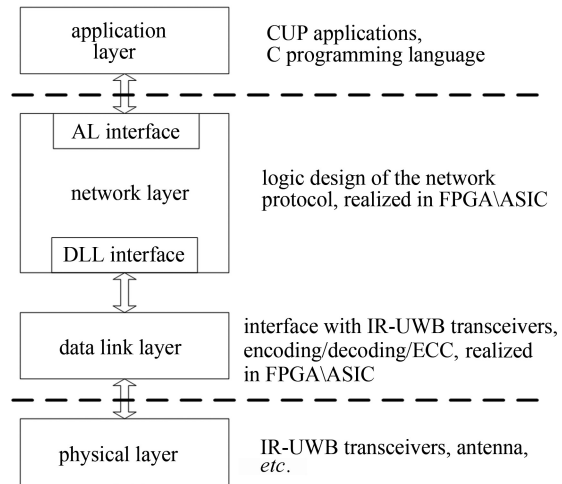 application
layer
CUP applications,
C programming language
AL interface
network layer
logic design of the network
protocol, realized in FPGA\ASIC
DLL interface
data link layer
interface with IR-UWB transceivers,
encoding/decoding/ECC, realized
in FPGA\ASIC
physical layer
IR-UWB transceivers, antenna,
etc.